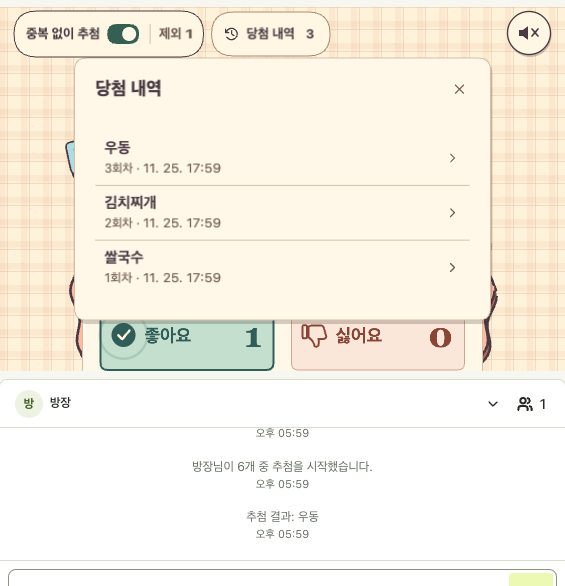 중복 없이 추첨 제외 1 당첨 내역 3
당첨 내역
우동
3회차 · 11. 25. 17:59
김치찌개
2회차 · 11. 25. 17:59
쌀국수
1회차 · 11. 25. 17:59
좋아요 1 싫어요 0
방 방장 1
오후 05:59
방장님이 6개 중 추첨을 시작했습니다.
오후 05:59
추첨 결과: 우동
오후 05:59